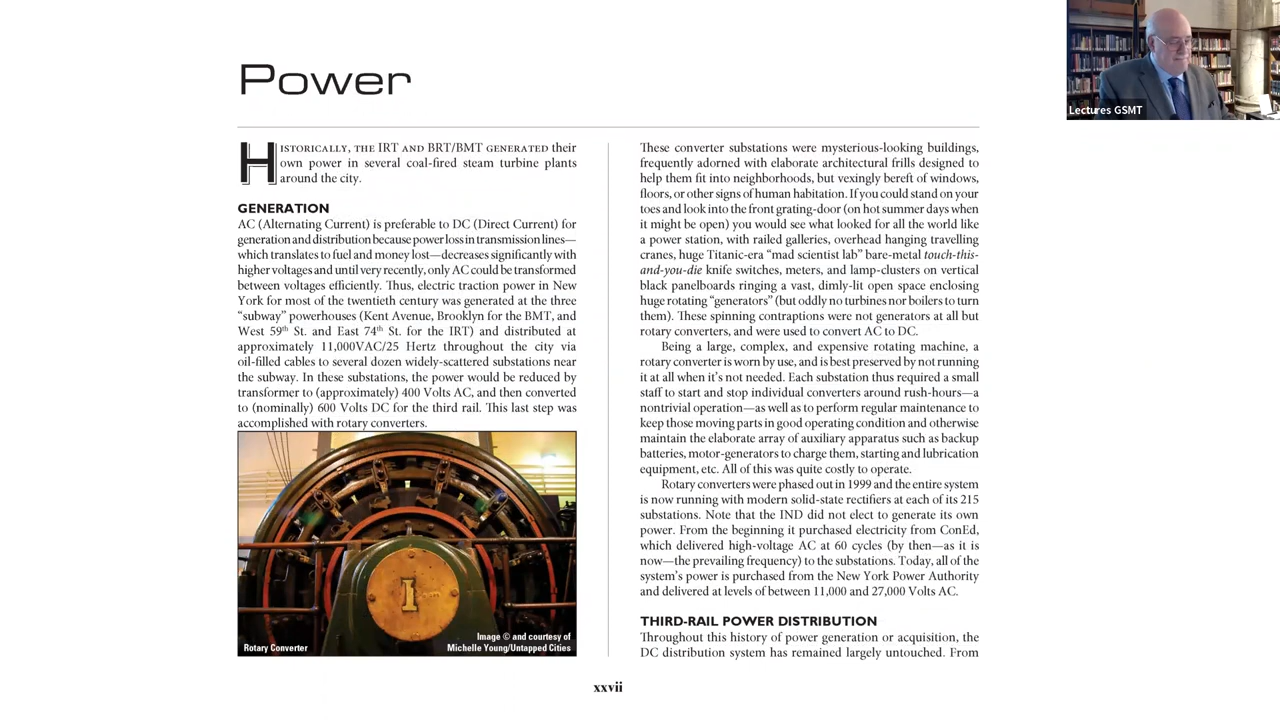 Power
HISTORICALLY, THE IRT AND BRT/BMT GENERATED their
own power in several coal-fired steam turbine plants
around the city.
GENERATION
AC (Alternating Current) is preferable to DC (Direct Current) for
generation and distribution because power loss in transmission lines—
which translates to fuel and money lost—decreases significantly with
higher voltages and until very recently, only AC could be transformed
between voltages efficiently. Thus, electric traction power in New
York for most of the twentieth century was generated at the three
“subway” powerhouses (Kent Avenue, Brooklyn for the BMT, and
West 59th St. and East 74th St. for the IRT) and distributed at
approximately 11,000VAC/25 Hertz throughout the city via
oil-filled cables to several dozen widely-scattered substations near
the subway. In these substations, the power would be reduced by
transformer to (approximately) 400 Volts AC, and then converted
to (nominally) 600 Volts DC for the third rail. This last step was
accomplished with rotary converters.
1
Rotary Converter
Image © and courtesy of
Michelle Young/Untapped Cities
These converter substations were mysterious-looking buildings,
frequently adorned with elaborate architectural frills designed to
help them fit into neighborhoods, but vexingly bereft of windows,
floors, or other signs of human habitation. If you could stand on your
toes and look into the front grating-door (on hot summer days when
it might be open) you would see what looked for all the world like
a power station, with railed galleries, overhead hanging travelling
cranes, huge Titanic-era “mad scientist lab” bare-metal touch-this-
and-you-die knife switches, meters, and lamp-clusters on vertical
black panelboards ringing a vast, dimly-lit open space enclosing
huge rotating “generators” (but oddly no turbines nor boilers to turn
them). These spinning contraptions were not generators at all but
rotary converters, and were used to convert AC to DC.
Being a large, complex, and expensive rotating machine, a
rotary converter is worn by use, and is best preserved by not running
it at all when it’s not needed. Each substation thus required a small
staff to start and stop individual converters around rush-hours—a
nontrivial operation—as well as to perform regular maintenance to
keep those moving parts in good operating condition and otherwise
maintain the elaborate array of auxiliary apparatus such as backup
batteries, motor-generators to charge them, starting and lubrication
equipment, etc. All of this was quite costly to operate.
Rotary converters were phased out in 1999 and the entire system
is now running with modern solid-state rectifiers at each of its 215
substations. Note that the IND did not elect to generate its own
power. From the beginning it purchased electricity from ConEd,
which delivered high-voltage AC at 60 cycles (by then—as it is
now—the prevailing frequency) to the substations. Today, all of the
system’s power is purchased from the New York Power Authority
and delivered at levels of between 11,000 and 27,000 Volts AC.
THIRD-RAIL POWER DISTRIBUTION
Throughout this history of power generation or acquisition, the
DC distribution system has remained largely untouched. From
xxvii
Lectures GSMT